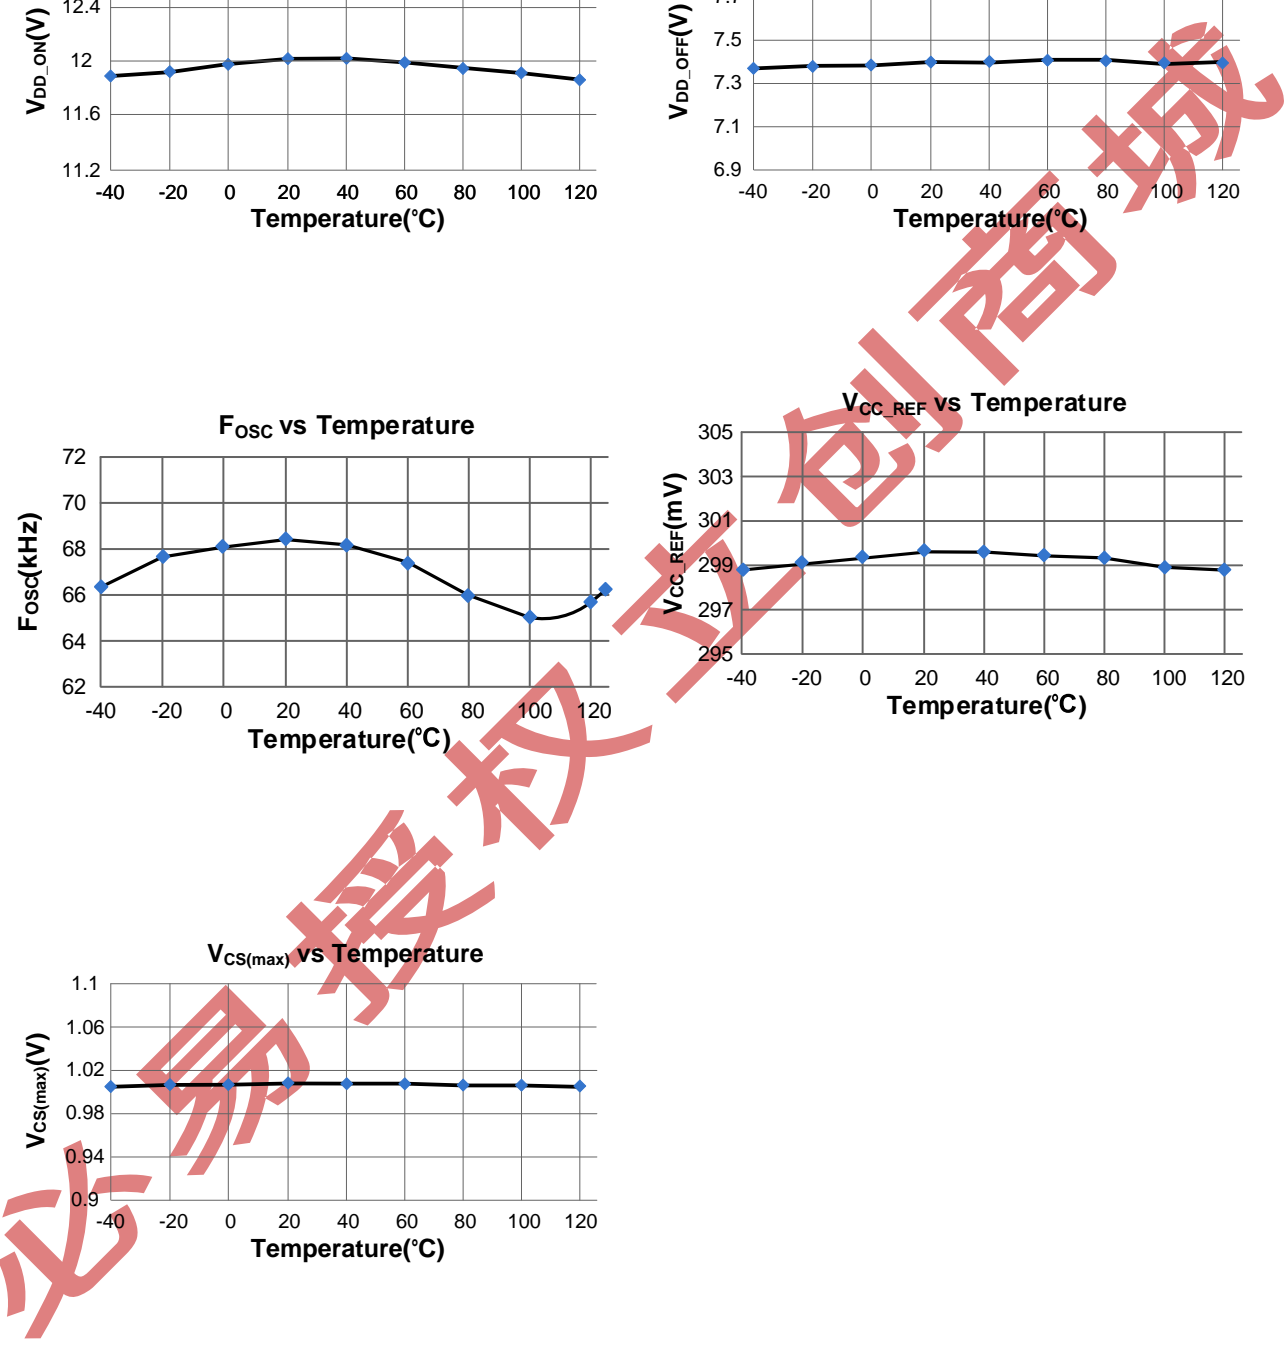 12.4
12
11.6
11.2
VDD_ON(V)
-40 -20 0 20 40 60 80 100 120
Temperature(°C)
7.5
7.3
7.1
6.9
VDD_OFF(V)
-40 -20 0 20 40 60 80 100 120
Temperature(°C)
FOSC vs Temperature
72
70
68
66
64
62
FOSC(kHz)
-40 -20 0 20 40 60 80 100 120
Temperature(°C)
VCC_REF vs Temperature
305
303
301
299
297
295
VCC_REF(mV)
-40 -20 0 20 40 60 80 100 120
Temperature(°C)
VCS(max) vs Temperature
1.1
1.06
1.02
0.98
0.94
0.9
VCS(max)(V)
-40 -20 0 20 40 60 80 100 120
Temperature(°C)
必易授权立创商城